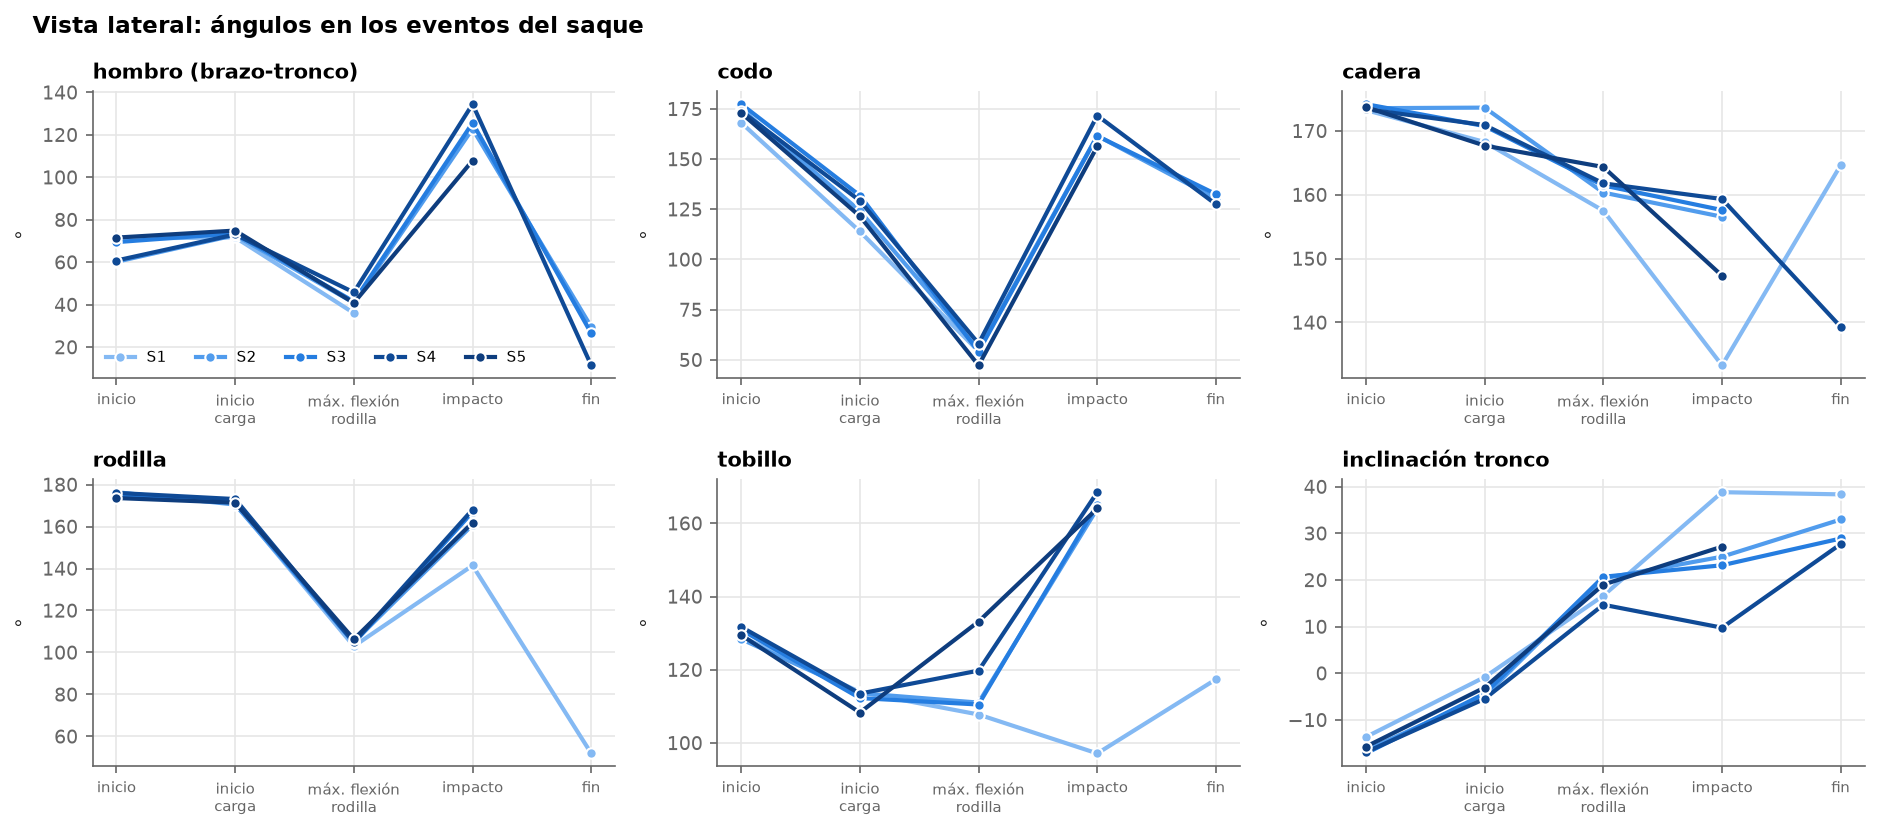 Vista lateral: ángulos en los eventos del saque
hombro (brazo-tronco)
140
120
100
80
60
40
20
°
S1 S2 S3 S4 S5
inicio
inicio
carga
máx. flexión
rodilla
impacto
fin
codo
175
150
125
100
75
50
°
inicio
inicio
carga
máx. flexión
rodilla
impacto
fin
cadera
170
160
150
140
°
inicio
inicio
carga
máx. flexión
rodilla
impacto
fin
rodilla
180
160
140
120
100
80
60
°
inicio
inicio
carga
máx. flexión
rodilla
impacto
fin
tobillo
160
140
120
100
°
inicio
inicio
carga
máx. flexión
rodilla
impacto
fin
inclinación tronco
40
30
20
10
0
−10
°
inicio
inicio
carga
máx. flexión
rodilla
impacto
fin